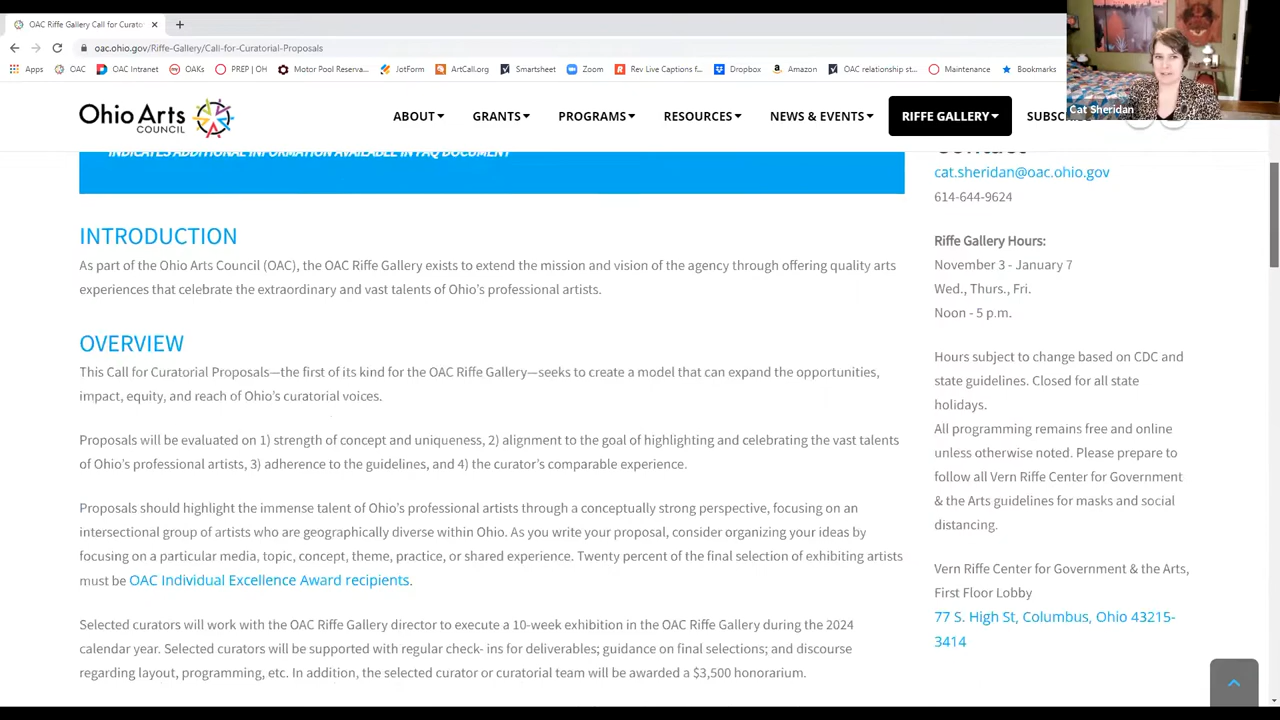 OAC Riffe Gallery Call for Curato
oac.ohio.gov/Riffe-Gallery/Call-for-Curatorial-Proposals
Apps OAC OAC Intranet OAKs PREP | OH Motor Pool Reserva... JotForm ArtCall.org Smartsheet Zoom Rev Live Captions f... Dropbox Amazon OAC relationship st... Maintenance Bookmarks
Cat Sheridan
Ohio Arts
COUNCIL
ABOUT GRANTS PROGRAMS RESOURCES NEWS & EVENTS RIFFE GALLERY
INDICATES ADDITIONAL INFORMATION AVAILABLE IN FAQ DOCUMENT
INTRODUCTION
As part of the Ohio Arts Council (OAC), the OAC Riffe Gallery exists to extend the mission and vision of the agency through offering quality arts
experiences that celebrate the extraordinary and vast talents of Ohio's professional artists.
OVERVIEW
This Call for Curatorial Proposals—the first of its kind for the OAC Riffe Gallery—seeks to create a model that can expand the opportunities,
impact, equity, and reach of Ohio's curatorial voices.
Proposals will be evaluated on 1) strength of concept and uniqueness, 2) alignment to the goal of highlighting and celebrating the vast talents
of Ohio's professional artists, 3) adherence to the guidelines, and 4) the curator's comparable experience.
Proposals should highlight the immense talent of Ohio's professional artists through a conceptually strong perspective, focusing on an
intersectional group of artists who are geographically diverse within Ohio. As you write your proposal, consider organizing your ideas by
focusing on a particular media, topic, concept, theme, practice, or shared experience. Twenty percent of the final selection of exhibiting artists
must be OAC Individual Excellence Award recipients.
Selected curators will work with the OAC Riffe Gallery director to execute a 10-week exhibition in the OAC Riffe Gallery during the 2024
calendar year. Selected curators will be supported with regular check- ins for deliverables; guidance on final selections; and discourse
regarding layout, programming, etc. In addition, the selected curator or curatorial team will be awarded a $3,500 honorarium.
Contact
cat.sheridan@oac.ohio.gov
614-644-9624
Riffe Gallery Hours:
November 3 - January 7
Wed., Thurs., Fri.
Noon - 5 p.m.
Hours subject to change based on CDC and
state guidelines. Closed for all state
holidays.
All programming remains free and online
unless otherwise noted. Please prepare to
follow all Vern Riffe Center for Government
& the Arts guidelines for masks and social
distancing.
Vern Riffe Center for Government & the Arts,
First Floor Lobby
77 S. High St, Columbus, Ohio 43215-
3414